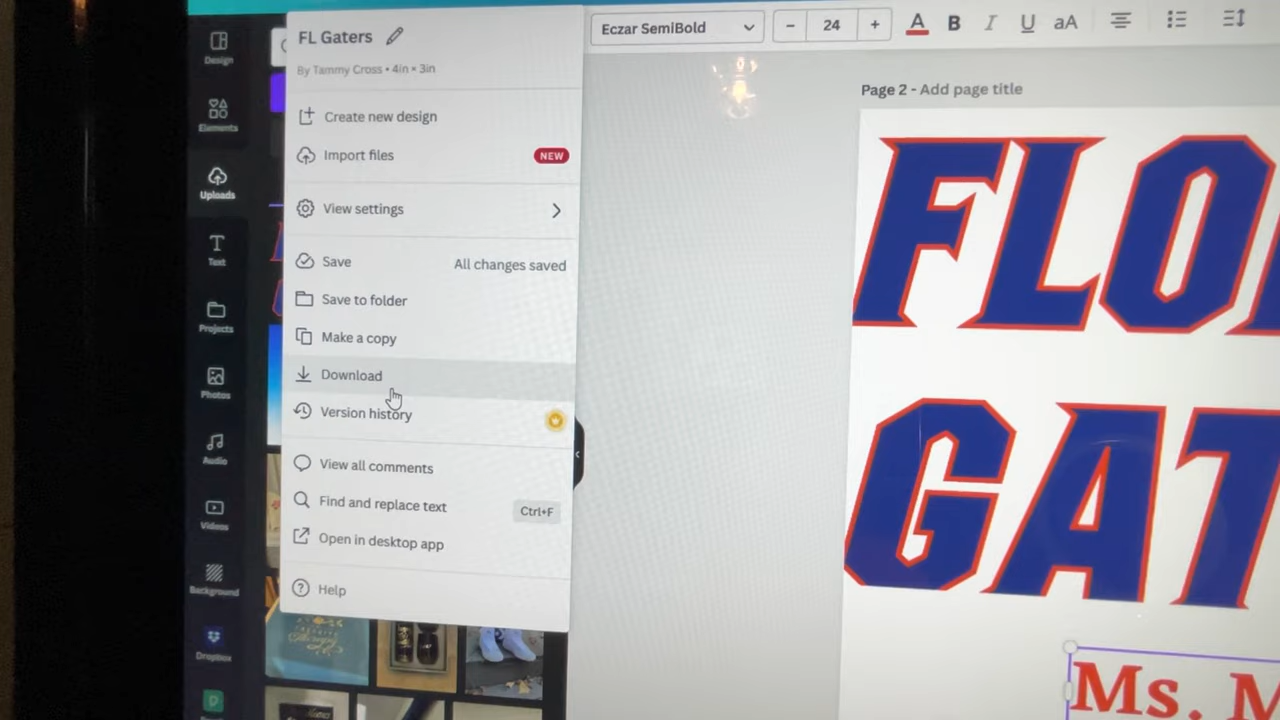 Design
Elements
Uploads
Text
Projects
Photos
Audio
Videos
Background
Dropbox
FL Gaters
By Tammy Cross • 4in × 3in
Create new design
Import files
NEW
View settings
Save
All changes saved
Save to folder
Make a copy
Download
Version history
View all comments
Find and replace text
Ctrl+F
Open in desktop app
Help
Eczar SemiBold
− 24 +
A B I U aA
Page 2 - Add page title
FLO
GAT
Ms. M